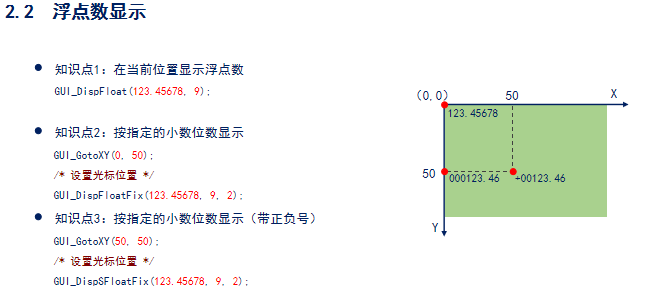 2.2 浮点数显示
● 知识点1：在当前位置显示浮点数
GUI_DispFloat(123.45678, 9);
● 知识点2：按指定的小数位数显示
GUI_GotoXY(0, 50);
/* 设置光标位置 */
GUI_DispFloatFix(123.45678, 9, 2);
● 知识点3：按指定的小数位数显示（带正负号）
GUI_GotoXY(50, 50);
/* 设置光标位置 */
GUI_DispSFloatFix(123.45678, 9, 2);
(0,0)
50
X
123.45678
50
000123.46
+00123.46
Y